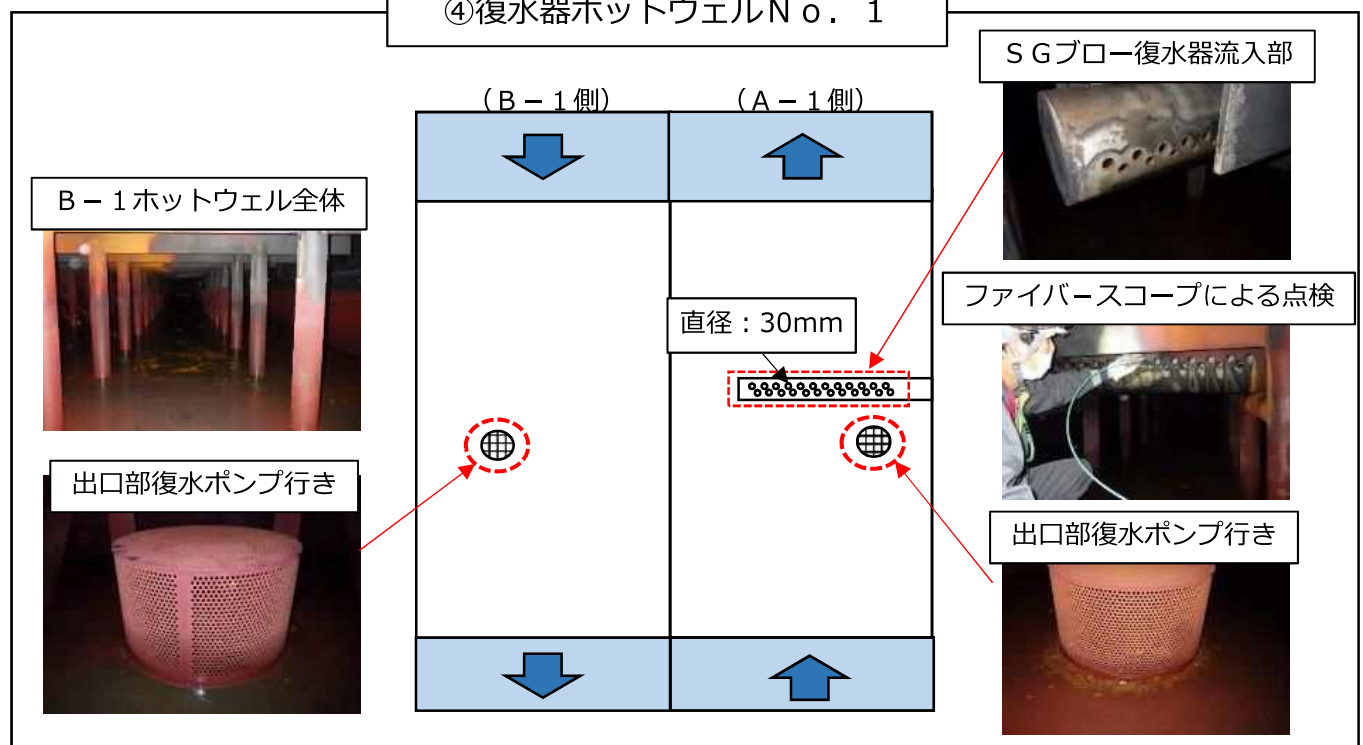 ④復水器ホットウェルNo．1
SGブロー復水器流入部
（B－1側）
（A－1側）
B－1ホットウェル全体
ファイバースコープによる点検
直径：30mm
出口部復水ポンプ行き
出口部復水ポンプ行き